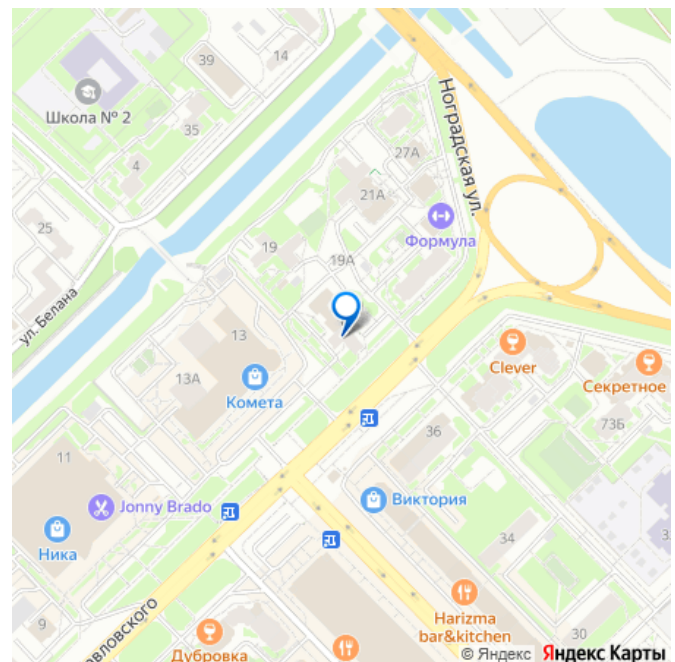 39
14
Школа № 2
35
4
Ноградская ул.
27А
21А
25
Формула
19
19А
ул. Белана
13
Clever
Секретное
13А
Комета
73Б
36
11
Jonny Brado
Виктория
Ника
34
Harizma
bar&kitchen
9
30
овловского
Дубровка
© Яндекс Яндекс Карты